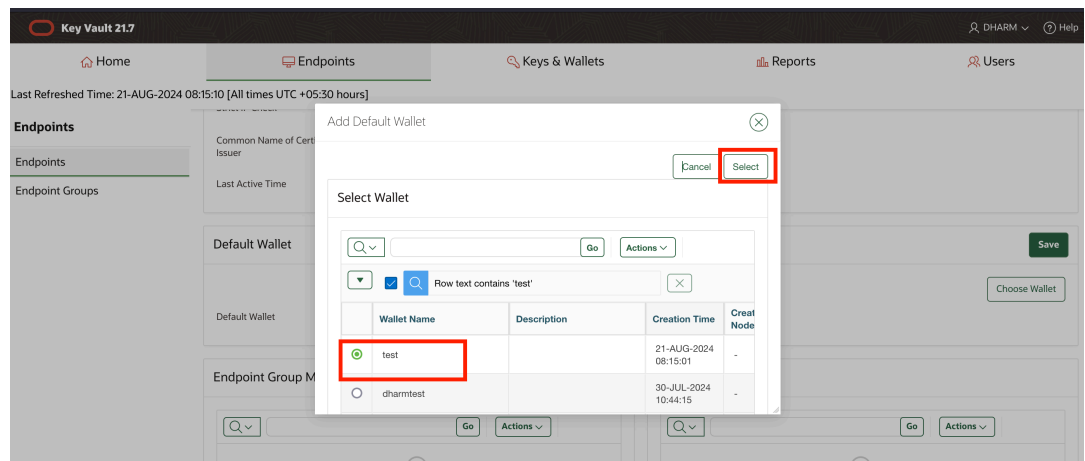 Key Vault 21.7
DHARM
Help
Home
Endpoints
Keys & Wallets
Reports
Users
Last Refreshed Time: 21-AUG-2024 08:15:10 [All times UTC +05:30 hours]
Endpoints
Endpoints
Endpoint Groups
Common Name of Certi
Issuer
Last Active Time
Default Wallet
Save
Choose Wallet
Default Wallet
Endpoint Group M
Go
Actions
Go
Actions
Add Default Wallet
Cancel
Select
Select Wallet
Go
Actions
Row text contains 'test'
Wallet Name
Description
Creation Time
Creat
Node
test
21-AUG-2024
08:15:01
-
dharmtest
30-JUL-2024
10:44:15
-